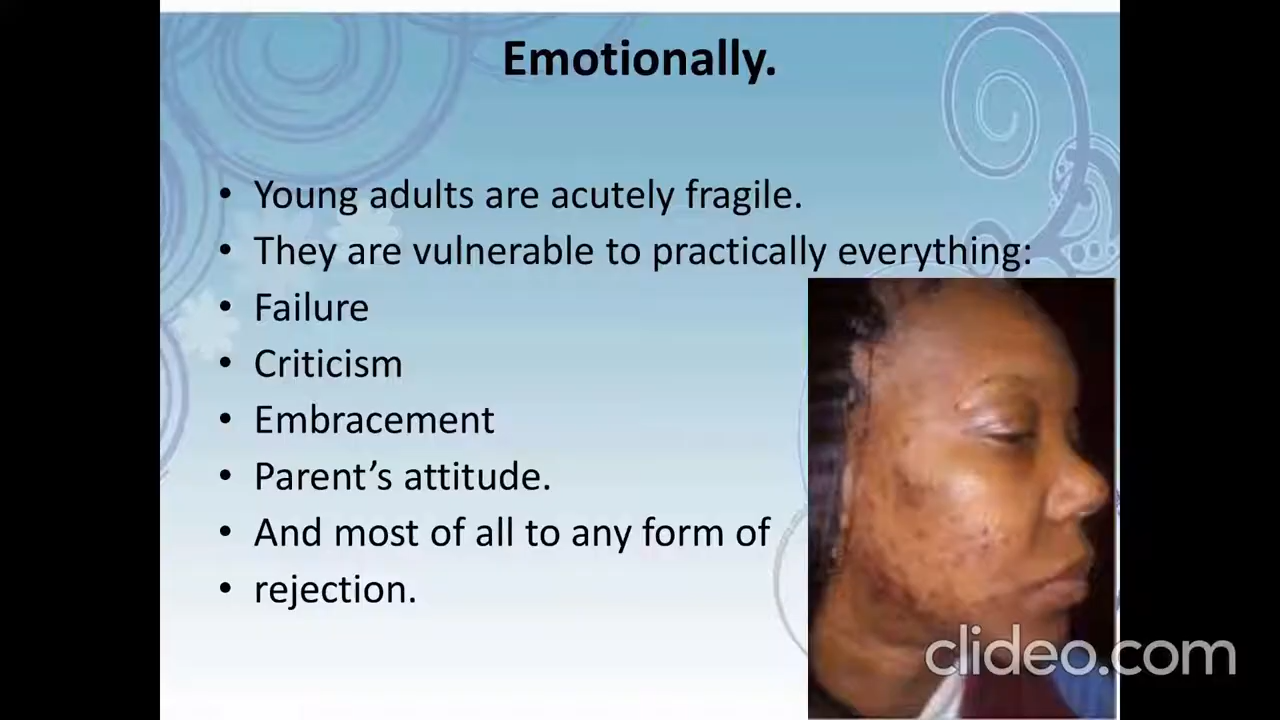 Emotionally.
• Young adults are acutely fragile.
• They are vulnerable to practically everything:
• Failure
• Criticism
• Embracement
• Parent’s attitude.
• And most of all to any form of
• rejection.
clideo.com